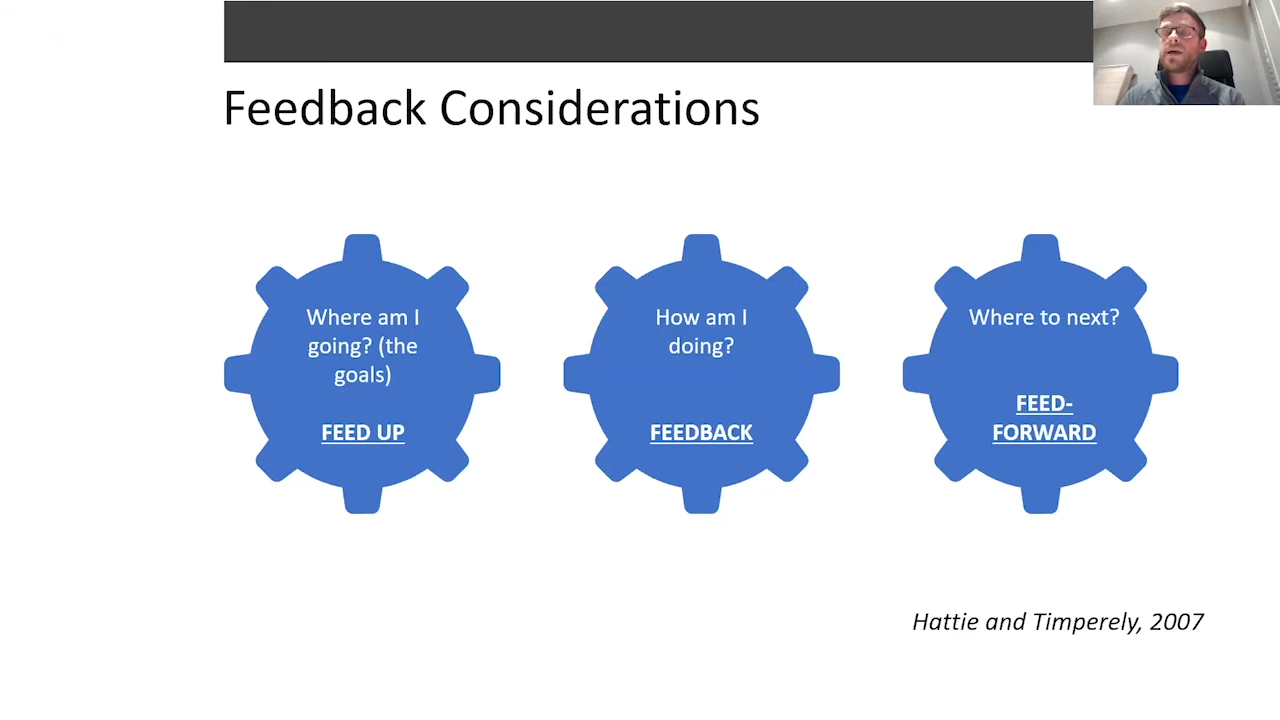 Feedback Considerations
Where am I
going? (the
goals)
FEED UP
How am I
doing?
FEEDBACK
Where to next?
FEED-
FORWARD
Hattie and Timperely, 2007